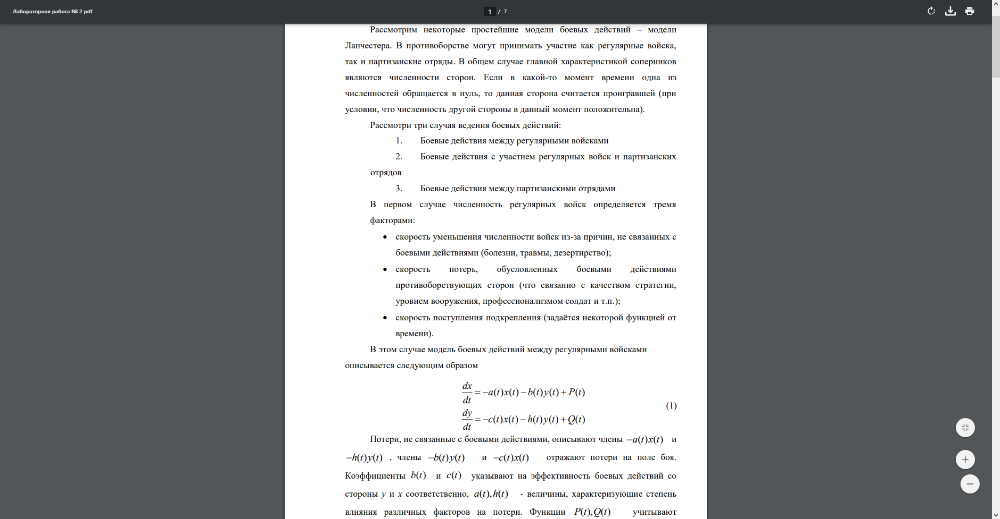 Лабораторная работа № 2.pdf
1 / 7
Рассмотрим некоторые простейшие модели боевых действий – модели
Ланчестера. В противоборстве могут принимать участие как регулярные войска,
так и партизанские отряды. В общем случае главной характеристикой соперников
являются численности сторон. Если в какой-то момент времени одна из
численностей обращается в нуль, то данная сторона считается проигравшей (при
условии, что численность другой стороны в данный момент положительна).
Рассмотри три случая ведения боевых действий:
1. Боевые действия между регулярными войсками
2. Боевые действия с участием регулярных войск и партизанских
отрядов
3. Боевые действия между партизанскими отрядами
В первом случае численность регулярных войск определяется тремя
факторами:
• скорость уменьшения численности войск из-за причин, не связанных с
боевыми действиями (болезни, травмы, дезертирство);
• скорость потерь, обусловленных боевыми действиями
противоборствующих сторон (что связанно с качеством стратегии,
уровнем вооружения, профессионализмом солдат и т.п.);
• скорость поступления подкрепления (задаётся некоторой функцией от
времени).
В этом случае модель боевых действий между регулярными войсками
описывается следующим образом
dx/dt = −a(t)x(t) − b(t)y(t) + P(t)
(1)
dy/dt = −c(t)x(t) − h(t)y(t) + Q(t)
Потери, не связанные с боевыми действиями, описывают члены −a(t)x(t) и
−h(t)y(t) , члены −b(t)y(t) и −c(t)x(t) отражают потери на поле боя.
Коэффициенты b(t) и c(t) указывают на эффективность боевых действий со
стороны y и x соответственно, a(t),h(t) - величины, характеризующие степень
влияния различных факторов на потери. Функции P(t),Q(t) учитывают